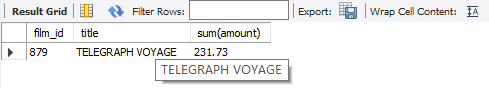 Result Grid Filter Rows: Export: Wrap Cell Content:
film_id title sum(amount)
879 TELEGRAPH VOYAGE 231.73
TELEGRAPH VOYAGE